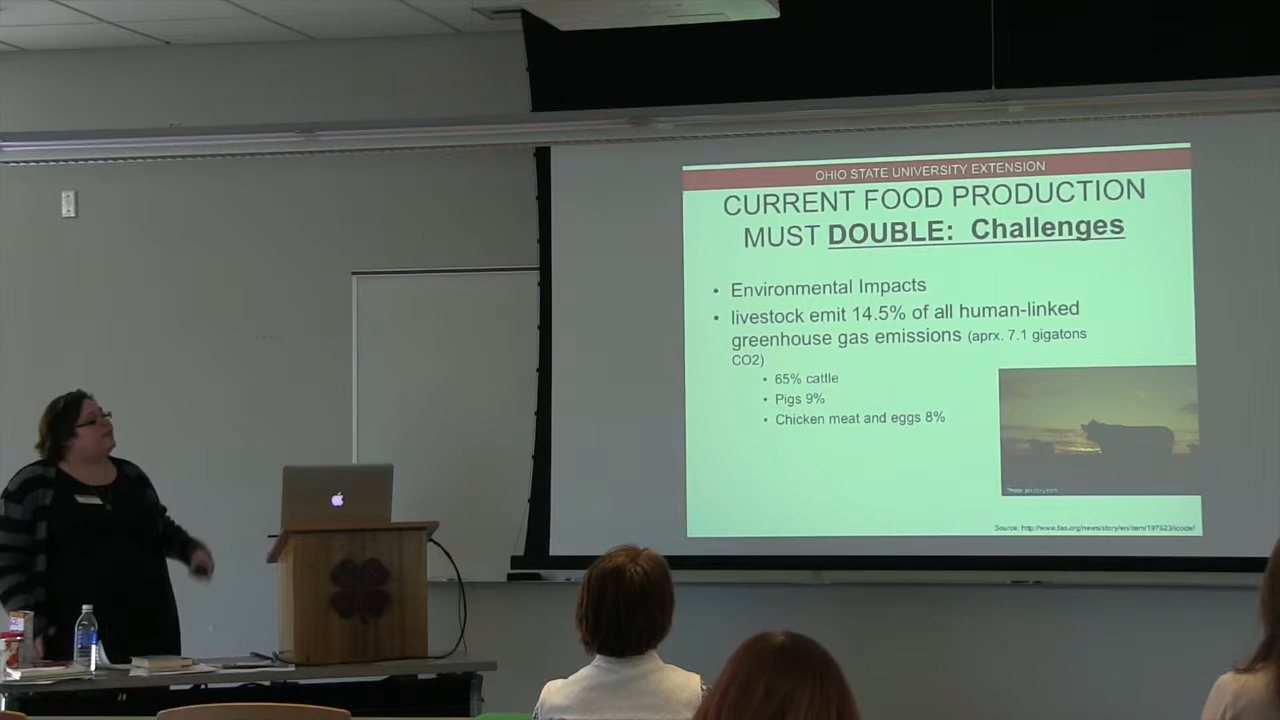 OHIO STATE UNIVERSITY EXTENSION
CURRENT FOOD PRODUCTION
MUST DOUBLE: Challenges
• Environmental Impacts
• livestock emit 14.5% of all human-linked
greenhouse gas emissions (aprx. 7.1 gigatons
CO2)
• 65% cattle
• Pigs 9%
• Chicken meat and eggs 8%
Source: http://www.fao.org/news/story/en/item/197623/icode/